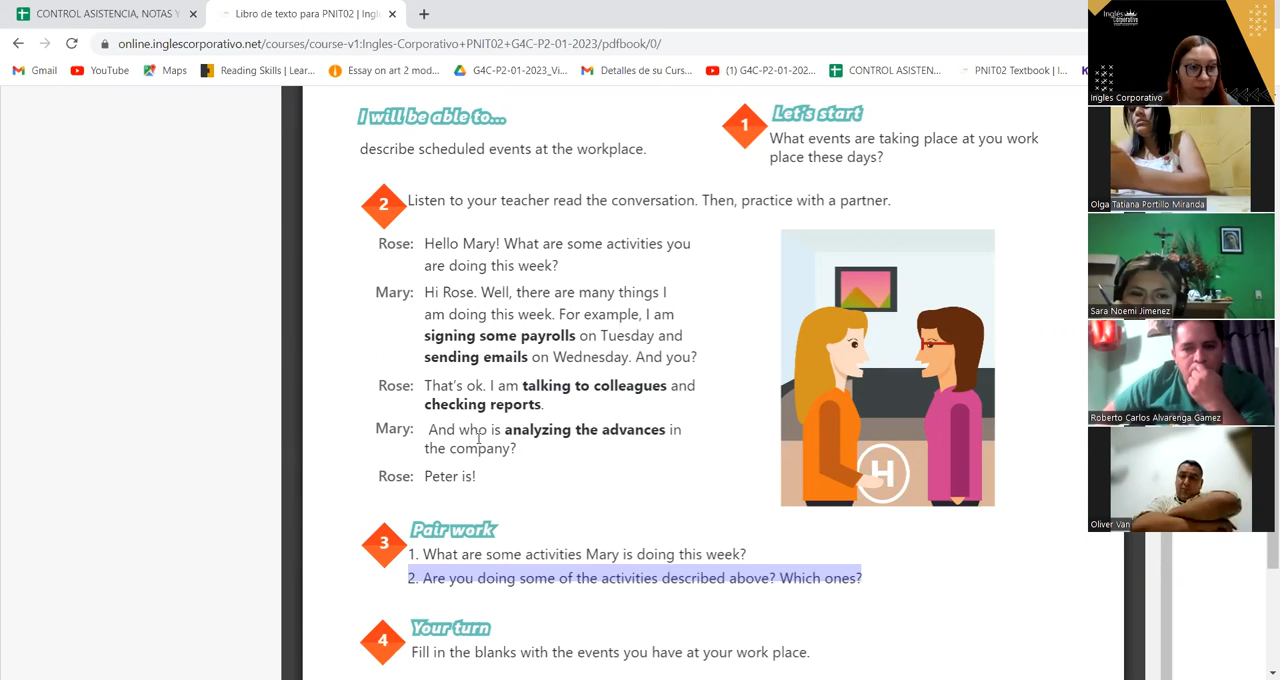 CONTROL ASISTENCIA, NOTAS Y
Libro de texto para PNIT02 | Ingl
online.inglescorporativo.net/courses/course-v1:Ingles-Corporativo+PNIT02+G4C-P2-01-2023/pdfbook/0/
Gmail
YouTube
Maps
Reading Skills | Lear...
Essay on art 2 mod...
G4C-P2-01-2023_Vi...
Detalles de su Curs...
(1) G4C-P2-01-202...
CONTROL ASISTEN...
PNIT02 Textbook | I...
I will be able to...
describe scheduled events at the workplace.
1
Let's start
What events are taking place at you work
place these days?
2
Listen to your teacher read the conversation. Then, practice with a partner.
Rose: Hello Mary! What are some activities you
are doing this week?
Mary: Hi Rose. Well, there are many things I
am doing this week. For example, I am
signing some payrolls on Tuesday and
sending emails on Wednesday. And you?
Rose: That's ok. I am talking to colleagues and
checking reports.
Mary: And who is analyzing the advances in
the company?
Rose: Peter is!
H
3
Pair work
1. What are some activities Mary is doing this week?
2. Are you doing some of the activities described above? Which ones?
4
Your turn
Fill in the blanks with the events you have at your work place.
Inglés
Corporativo
Ingles Corporativo
Olga Tatiana Portillo Miranda
Sara Noemi Jimenez
Roberto Carlos Alvarenga Gamez
Oliver Van